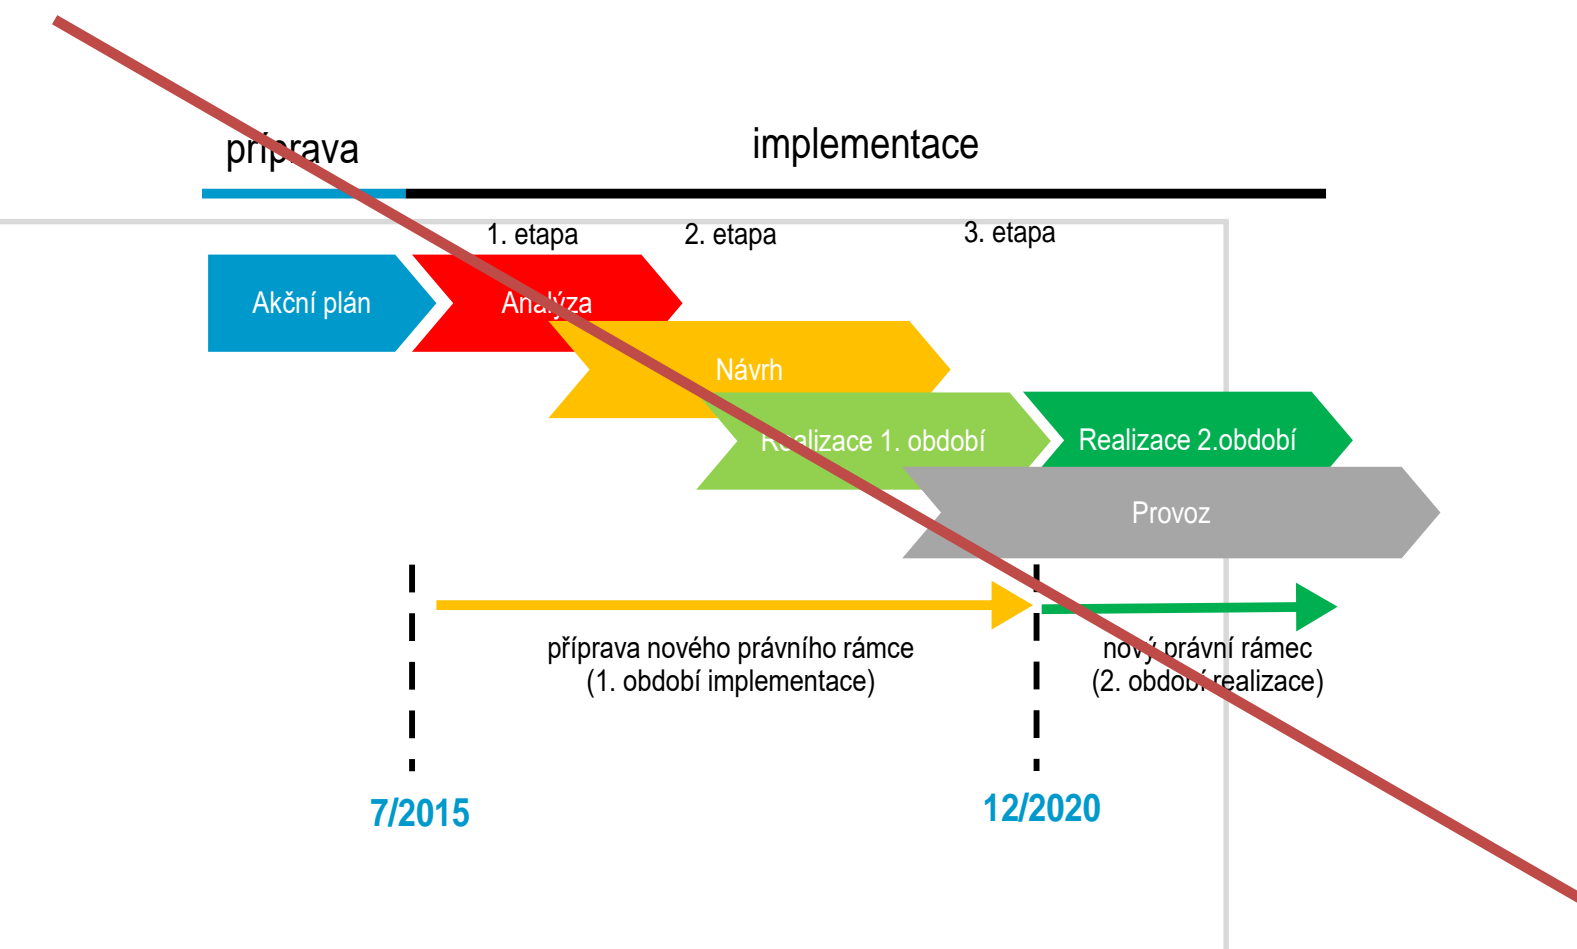 příprava
implementace
1. etapa
2. etapa
3. etapa
Akční plán
Analýza
Návrh
Realizace 1. období
Realizace 2.období
Provoz
příprava nového právního rámce
(1. období implementace)
nový právní rámec
(2. období realizace)
7/2015
12/2020